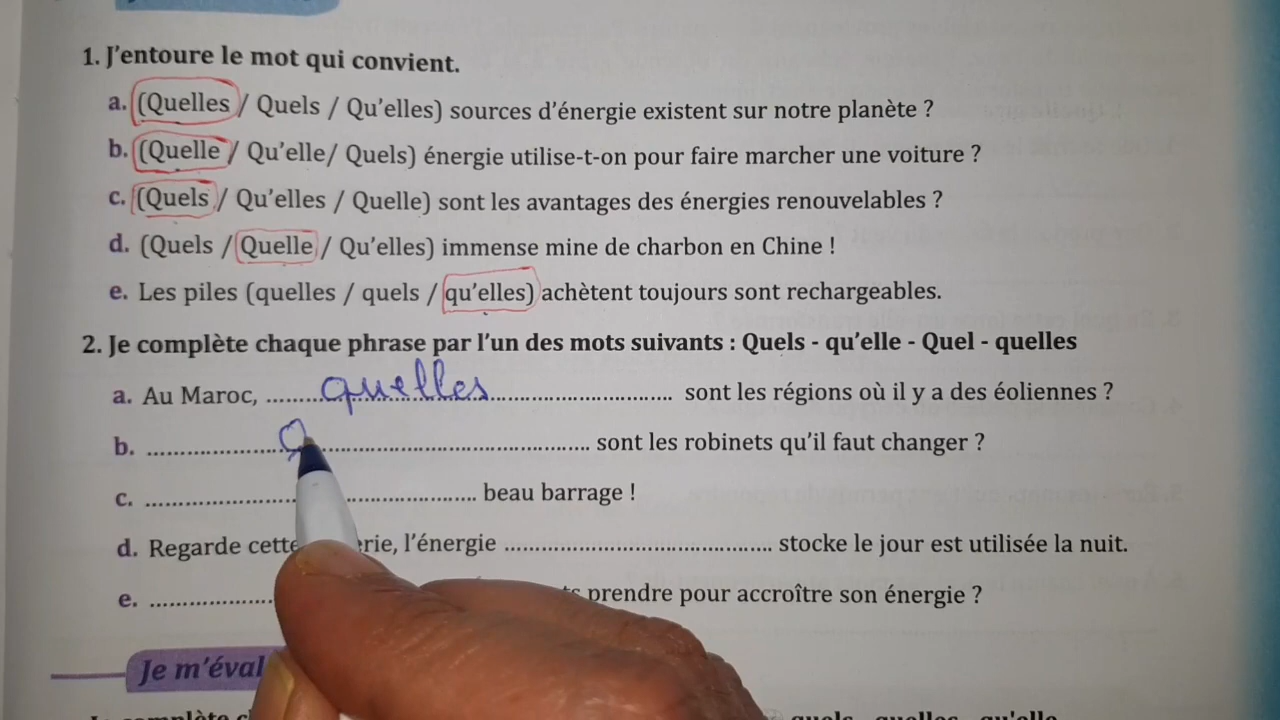 1. J'entoure le mot qui convient.
a. (Quelles / Quels / Qu'elles) sources d'énergie existent sur notre planète ?
b. (Quelle / Qu'elle/ Quels) énergie utilise-t-on pour faire marcher une voiture ?
c. (Quels / Qu'elles / Quelle) sont les avantages des énergies renouvelables ?
d. (Quels / Quelle / Qu'elles) immense mine de charbon en Chine !
e. Les piles (quelles / quels / qu'elles) achètent toujours sont rechargeables.
2. Je complète chaque phrase par l'un des mots suivants : Quels - qu'elle - Quel - quelles
a. Au Maroc, ...... quelles ...... sont les régions où il y a des éoliennes ?
b. ...... Q ...... sont les robinets qu'il faut changer ?
c. ...... beau barrage !
d. Regarde cette l'énergie ...... stocke le jour est utilisée la nuit.
e. ...... prendre pour accroître son énergie ?
Je m'éval
quels quelles qu'elle